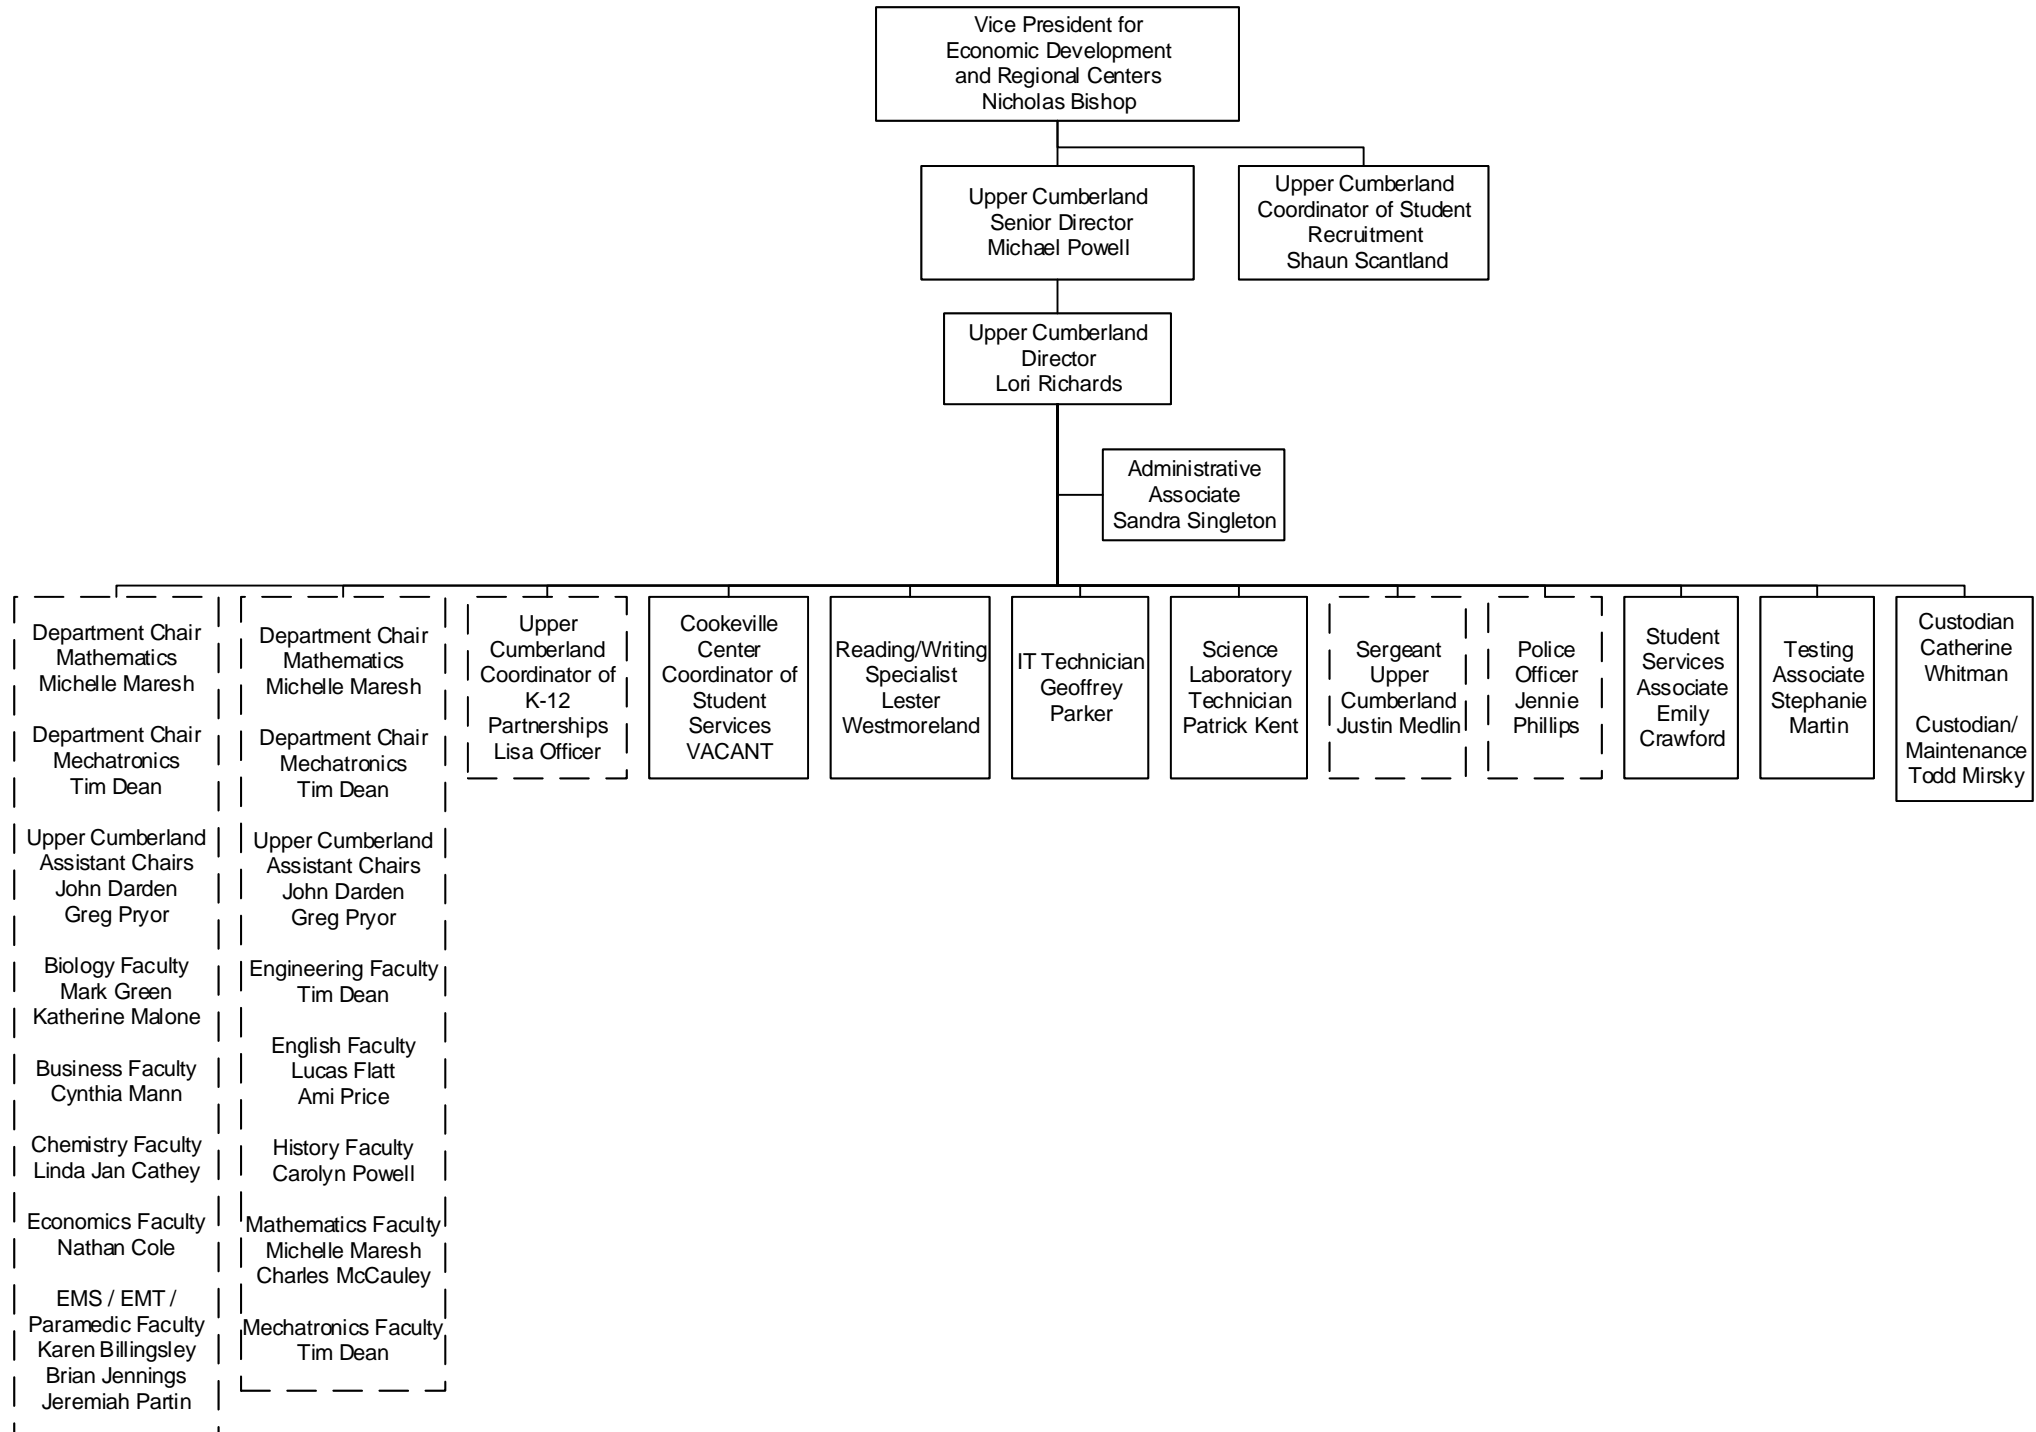 Vice President for
Economic Development
and Regional Centers
Nicholas Bishop
Upper Cumberland
Senior Director
Michael Powell
Upper Cumberland
Coordinator of Student
Recruitment
Shaun Scantland
Upper Cumberland
Director
Lori Richards
Administrative
Associate
Sandra Singleton
Department Chair
Mathematics
Michelle Maresh
Department Chair
Mechatronics
Tim Dean
Upper Cumberland
Assistant Chairs
John Darden
Greg Pryor
Biology Faculty
Mark Green
Katherine Malone
Business Faculty
Cynthia Mann
Chemistry Faculty
Linda Jan Cathey
Economics Faculty
Nathan Cole
EMS / EMT /
Paramedic Faculty
Karen Billingsley
Brian Jennings
Jeremiah Partin
Department Chair
Mathematics
Michelle Maresh
Department Chair
Mechatronics
Tim Dean
Upper Cumberland
Assistant Chairs
John Darden
Greg Pryor
Engineering Faculty
Tim Dean
English Faculty
Lucas Flatt
Ami Price
History Faculty
Carolyn Powell
Mathematics Faculty
Michelle Maresh
Charles McCauley
Mechatronics Faculty
Tim Dean
Upper
Cumberland
Coordinator of
K-12
Partnerships
Lisa Officer
Cookeville
Center
Coordinator of
Student
Services
VACANT
Reading/Writing
Specialist
Lester
Westmoreland
IT Technician
Geoffrey
Parker
Science
Laboratory
Technician
Patrick Kent
Sergeant
Upper
Cumberland
Justin Medlin
Police
Officer
Jennie
Phillips
Student
Services
Associate
Emily
Crawford
Testing
Associate
Stephanie
Martin
Custodian
Catherine
Whitman
Custodian/
Maintenance
Todd Mirsky